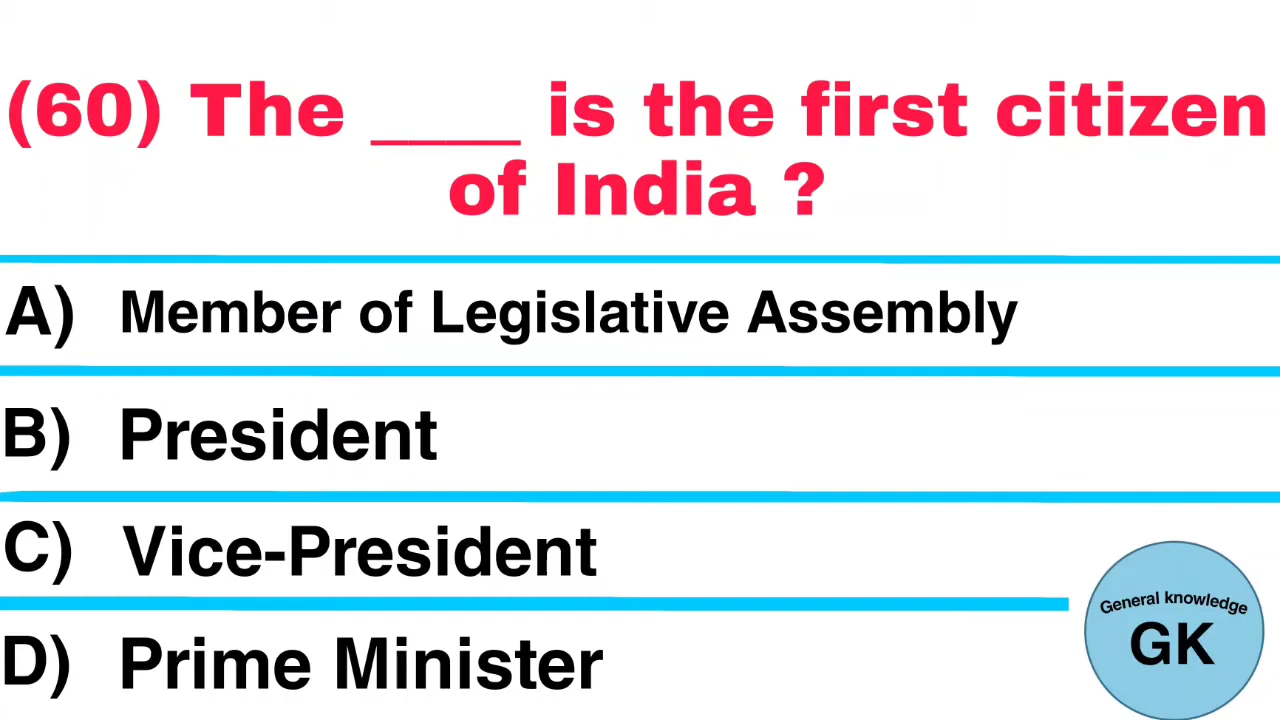 (60) The ____ is the first citizen
of India ?
A) Member of Legislative Assembly
B) President
C) Vice-President
D) Prime Minister
General knowledge
GK